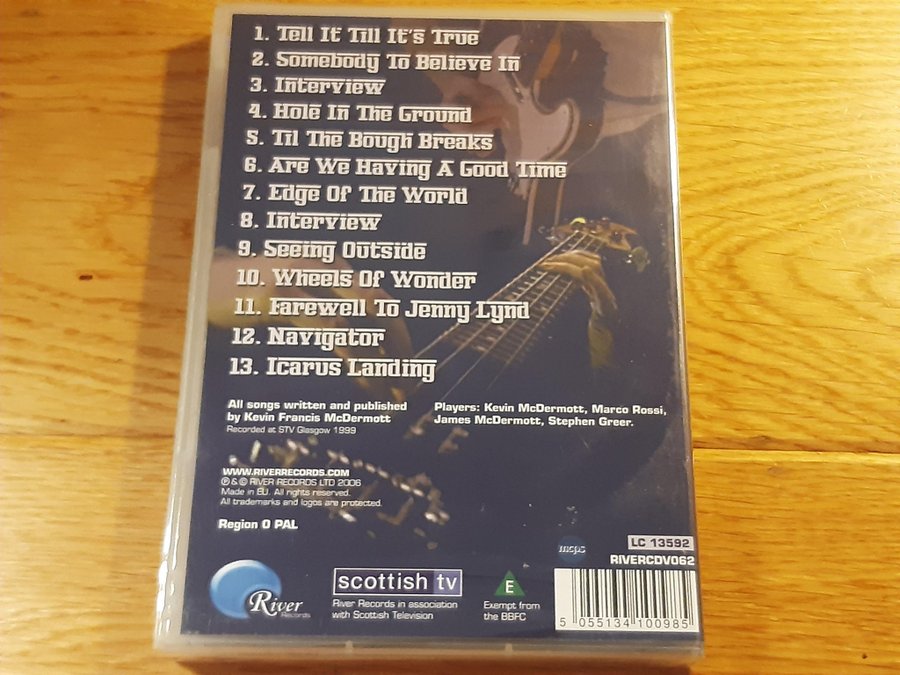 1. Tell It Till It's True
2. Somebody To Believe In
3. Interview
4. Hole In The Ground
5. Til The Bough Breaks
6. Are We Having A Good Time
7. Edge Of The World
8. Interview
9. Seeing Outside
10. Wheels Of Wonder
11. Farewell To Jenny Lynd
12. Navigator
13. Icarus Landing
All songs written and published
by Kevin Francis McDermott
Recorded at STV Glasgow 1999
Players: Kevin McDermott, Marco Rossi,
James McDermott, Stephen Greer.
WWW.RIVERRECORDS.COM
℗ & © RIVER RECORDS LTD 2006
Made in EU. All rights reserved.
All trademarks and logos are protected.
Region 0 PAL
mcps
LC 13592
RIVERCDV062
River
Records
scottish tv
River Records in association
with Scottish Television
E
Exempt from
the BBFC
5 055134 100985